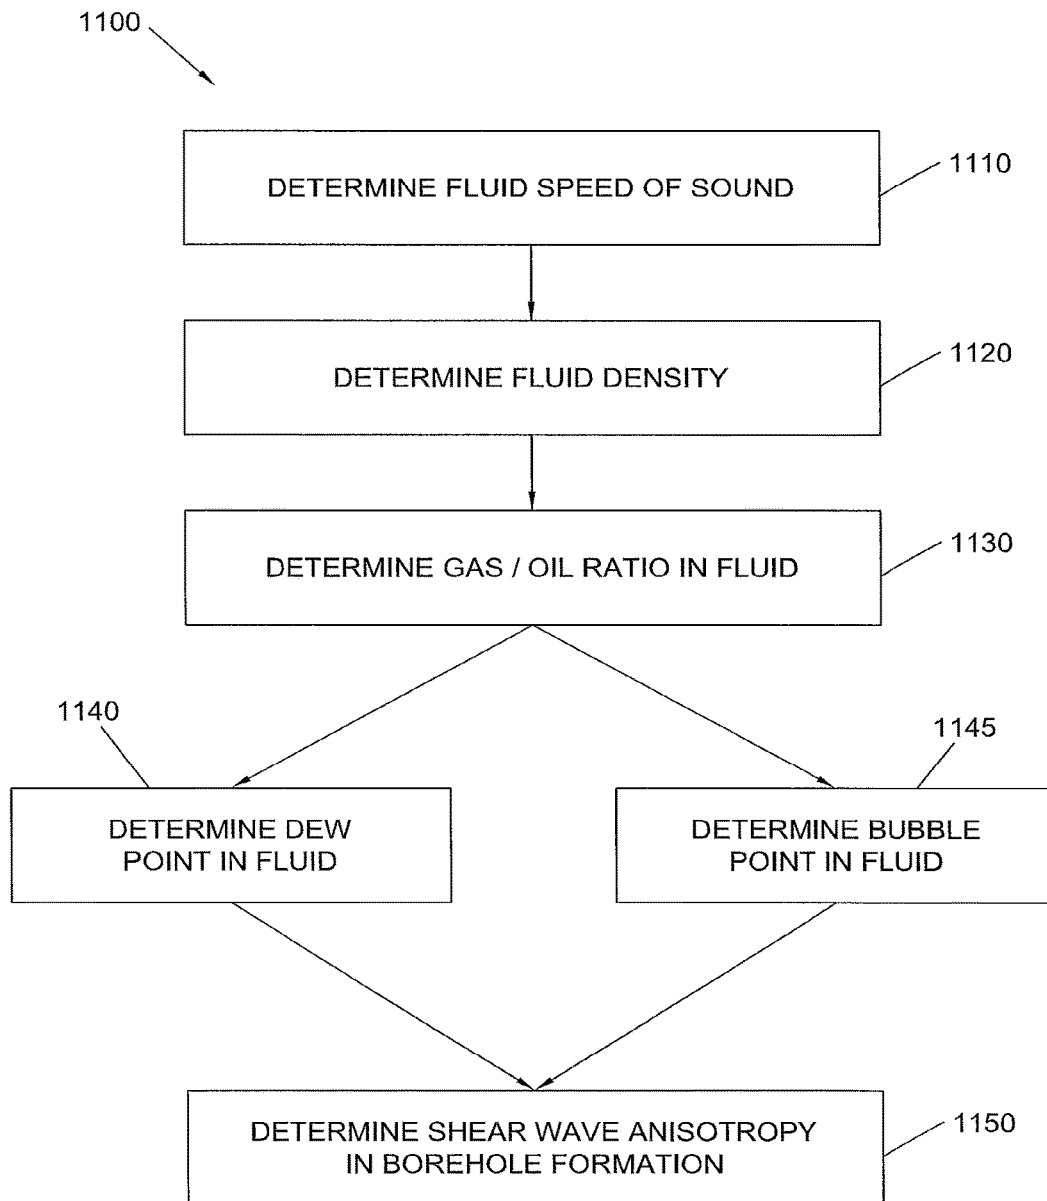 1100
DETERMINE FLUID SPEED OF SOUND
1110
DETERMINE FLUID DENSITY
1120
DETERMINE GAS / OIL RATIO IN FLUID
1130
1140
DETERMINE DEW
POINT IN FLUID
1145
DETERMINE BUBBLE
POINT IN FLUID
DETERMINE SHEAR WAVE ANISOTROPY
IN BOREHOLE FORMATION
1150